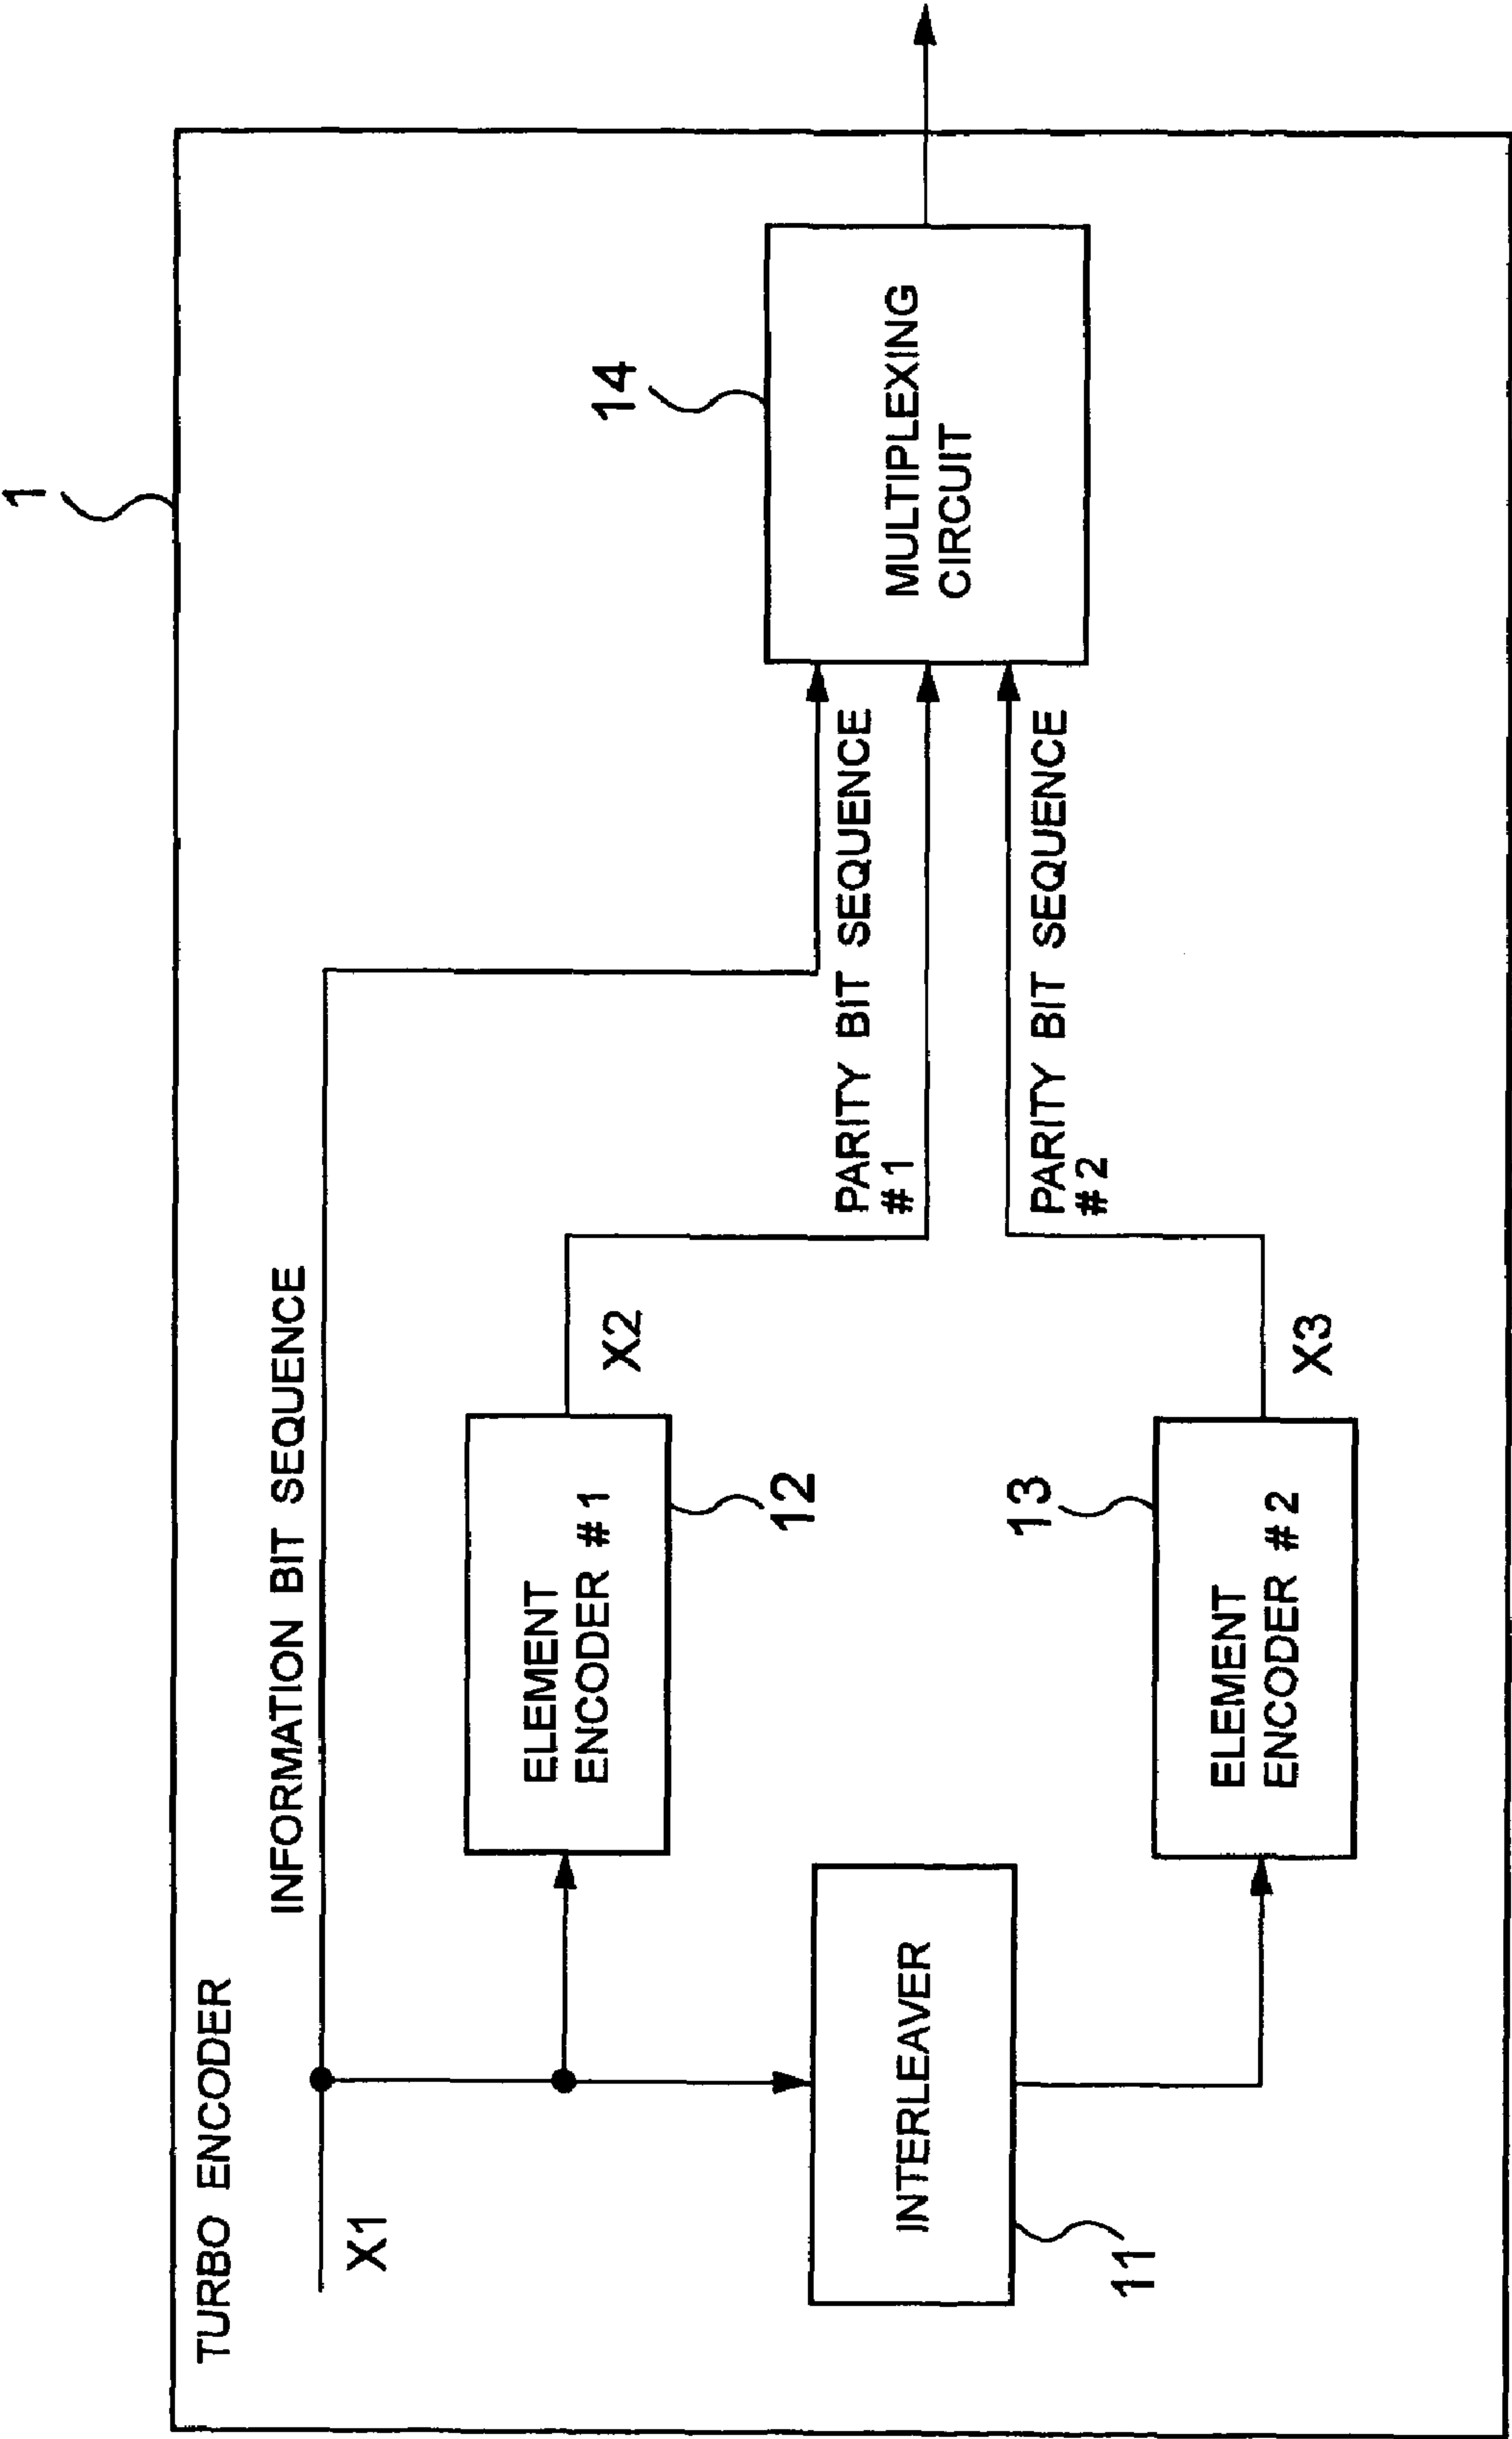 1
TURBO ENCODER
INFORMATION BIT SEQUENCE
X1
ELEMENT
ENCODER #1
12
X2
14
MULTIPLEXING
CIRCUIT
PARITY BIT SEQUENCE
#1
PARITY BIT SEQUENCE
#2
INTERLEAVER
11
13
ELEMENT
ENCODER #2
X3